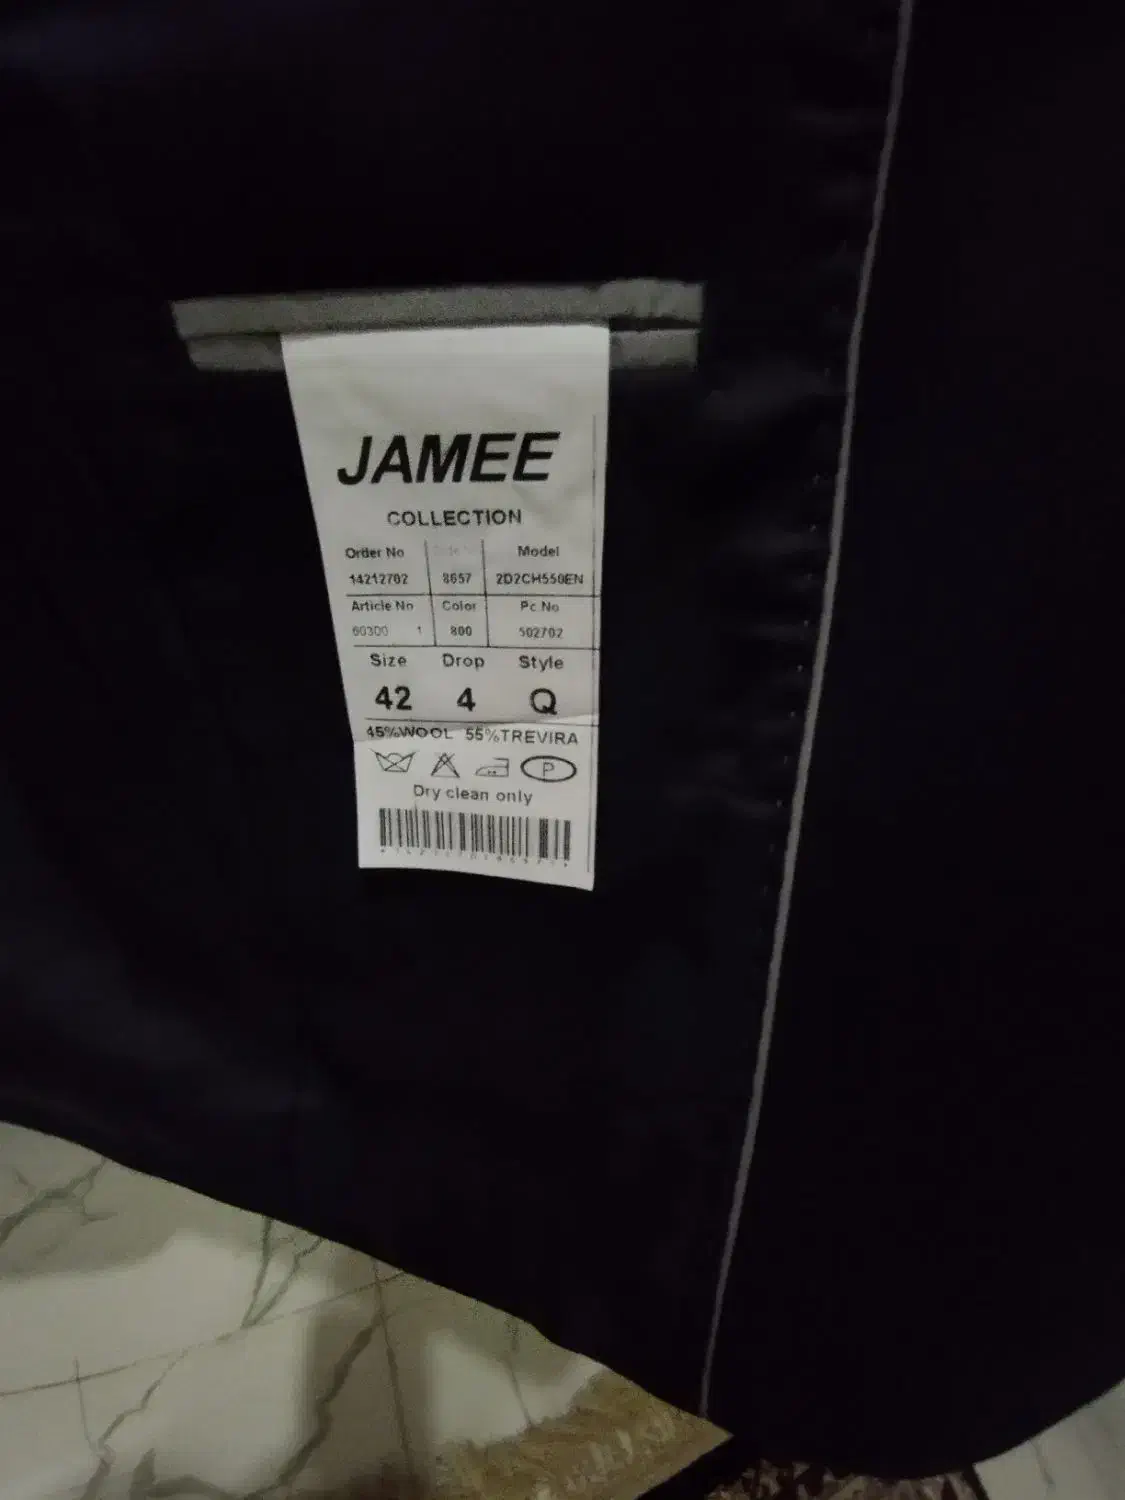 JAMEE
COLLECTION
Order No Model
14212702 8657 2D2CH550EN
Article No Color Pc No
60300 1 800 502702
Size Drop Style
42 4 Q
45%WOOL 55%TREVIRA
P
Dry clean only